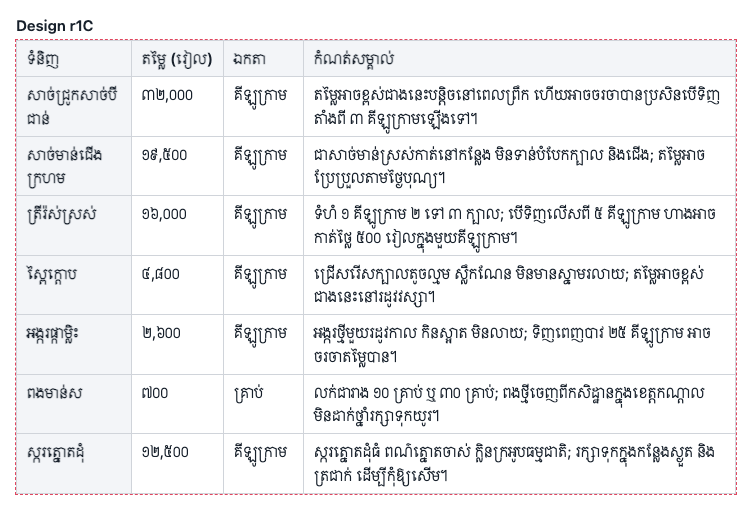 Design r1C
ទំនិញ	តម្លៃ (រៀល)	ឯកតា	កំណត់សម្គាល់
សាច់ជ្រូកសាច់បីជាន់	៣២,០០០	គីឡូក្រាម	តម្លៃអាចខ្ពស់ជាងនេះបន្តិចនៅពេលព្រឹក ហើយអាចចរចាបានប្រសិនបើទិញ
តាំងពី ៣ គីឡូក្រាមឡើងទៅ។
សាច់មាន់ជើងក្រហម	១៩,៥០០	គីឡូក្រាម	ជាសាច់មាន់ស្រស់កាត់នៅកន្លែង មិនទាន់បំបែកក្បាល និងជើង; តម្លៃអាច
ប្រែប្រួលតាមថ្ងៃបុណ្យ។
ត្រីរ៉ស់ស្រស់	១៦,០០០	គីឡូក្រាម	ទំហំ ១ គីឡូក្រាម ២ ទៅ ៣ ក្បាល; បើទិញលើសពី ៥ គីឡូក្រាម ហាងអាច
កាត់ថ្លៃ ៥០០ រៀលក្នុងមួយគីឡូក្រាម។
ស្ពៃក្តោប	៤,៨០០	គីឡូក្រាម	ជ្រើសរើសក្បាលតូចល្មម ស្លឹកណែន មិនមានស្នាមរលាយ; តម្លៃអាចខ្ពស់
ជាងនេះនៅរដូវវស្សា។
អង្ករផ្កាម្លិះ	២,៦០០	គីឡូក្រាម	អង្ករថ្មីមួយរដូវកាល កិនស្អាត មិនលាយ; ទិញពេញបាវ ២៥ គីឡូក្រាម អាច
ចរចាតម្លៃបាន។
ពងមាន់ស	៧០០	គ្រាប់	លក់ជារាង ១០ គ្រាប់ ឬ ៣០ គ្រាប់; ពងថ្មីចេញពីកសិដ្ឋានក្នុងខេត្តកណ្តាល
មិនដាក់ថ្នាំរក្សាទុកយូរ។
ស្ករត្នោតដុំ	១២,៥០០	គីឡូក្រាម	ស្ករត្នោតដុំធំ ពណ៌ត្នោតចាស់ ក្លិនក្រអូបធម្មជាតិ; រក្សាទុកក្នុងកន្លែងស្ងួត និង
ត្រជាក់ ដើម្បីកុំឱ្យសើម។